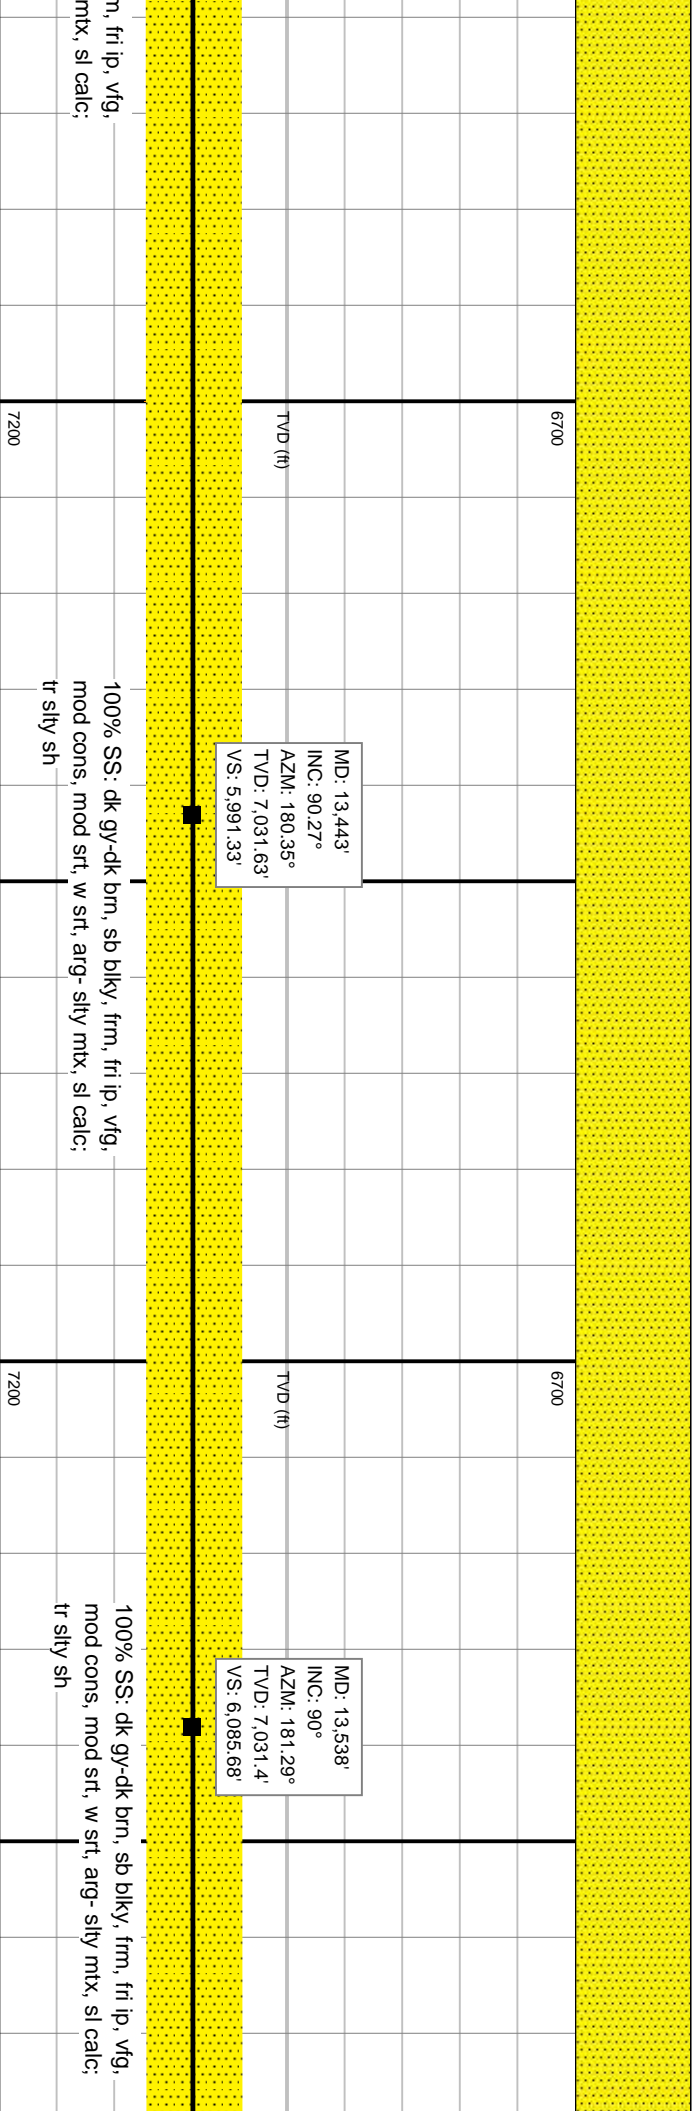 m, fri ip, vfg,
mtx, sl calc;
6700
TVD (ft)
7200
MD: 13,443'
INC: 90.27°
AZM: 180.35°
TVD: 7,031.63'
VS: 5,991.33'
100% SS: dk gy-dk brn, sb blky, frm, fri ip, vfg,
mod cons, mod srt, w srt, arg- slty mtx, sl calc;
tr slty sh
6700
TVD (ft)
7200
MD: 13,538'
INC: 90°
AZM: 181.29°
TVD: 7,031.4'
VS: 6,085.68'
100% SS: dk gy-dk brn, sb blky, frm, fri ip, vfg,
mod cons, mod srt, w srt, arg- slty mtx, sl calc;
tr slty sh